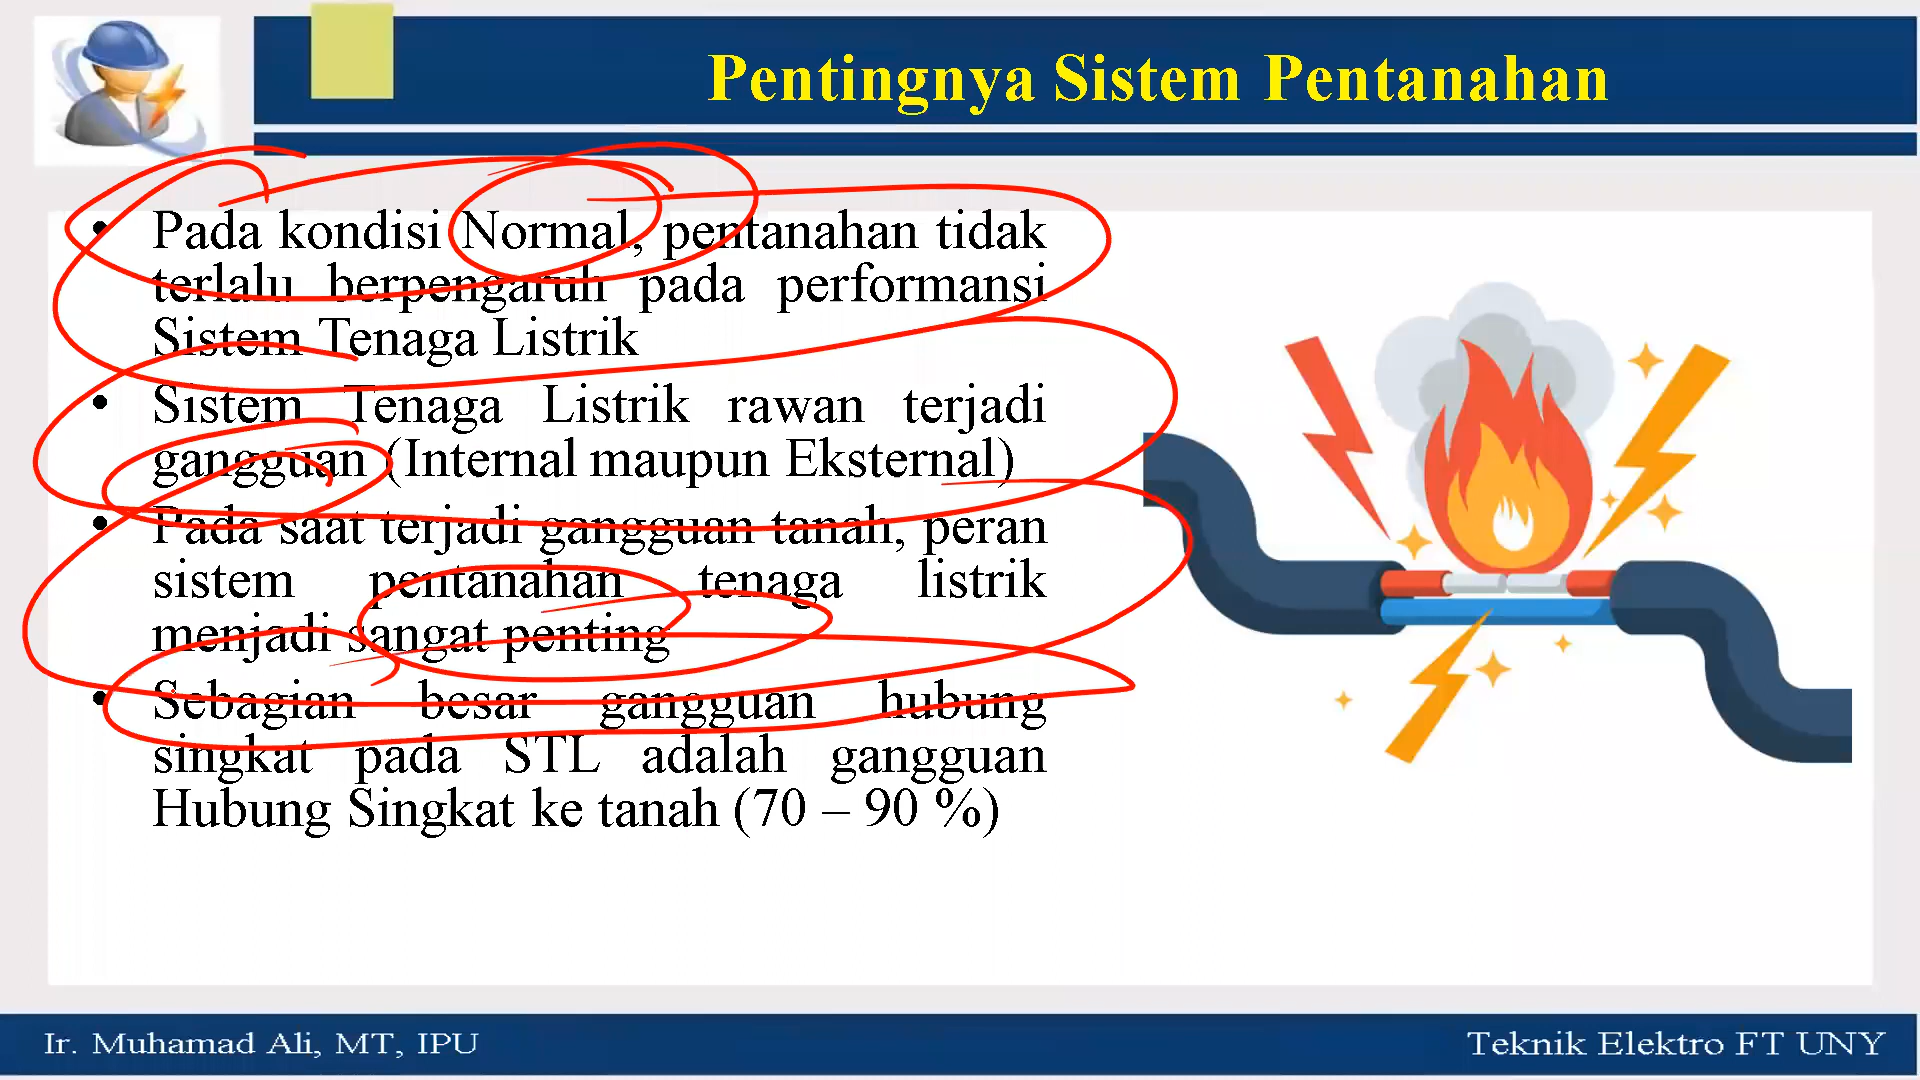 Pentingnya Sistem Pentanahan
• Pada kondisi Normal, pentanahan tidak
terlalu berpengaruh pada performansi
Sistem Tenaga Listrik
• Sistem Tenaga Listrik rawan terjadi
gangguan (Internal maupun Eksternal)
• Pada saat terjadi gangguan tanah, peran
sistem pentanahan tenaga listrik
menjadi sangat penting
• Sebagian besar gangguan hubung
singkat pada STL adalah gangguan
Hubung Singkat ke tanah (70 – 90 %)
Ir. Muhamad Ali, MT, IPU
Teknik Elektro FT UNY